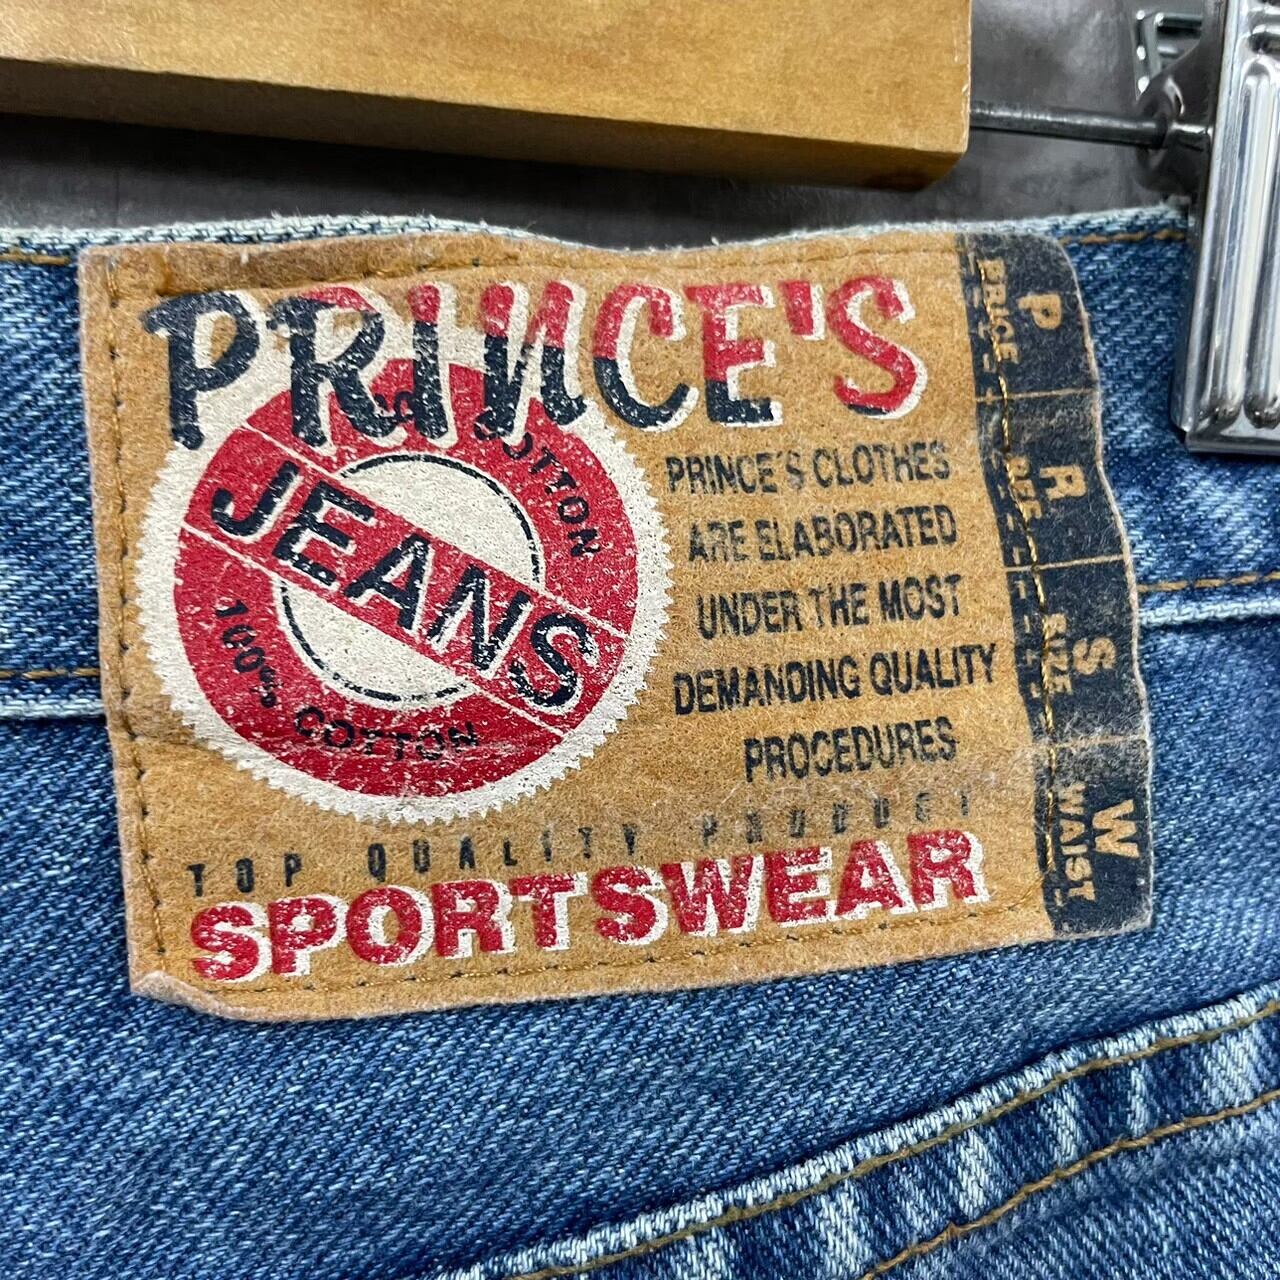 PRINCE'S
COTTON
JEANS
100% COTTON
PRINCE'S CLOTHES
ARE ELABORATED
UNDER THE MOST
DEMANDING QUALITY
PROCEDURES
TOP QUALITY PRODUCT
SPORTSWEAR
P
PRICE
R
S
SIZE
W
WAIST